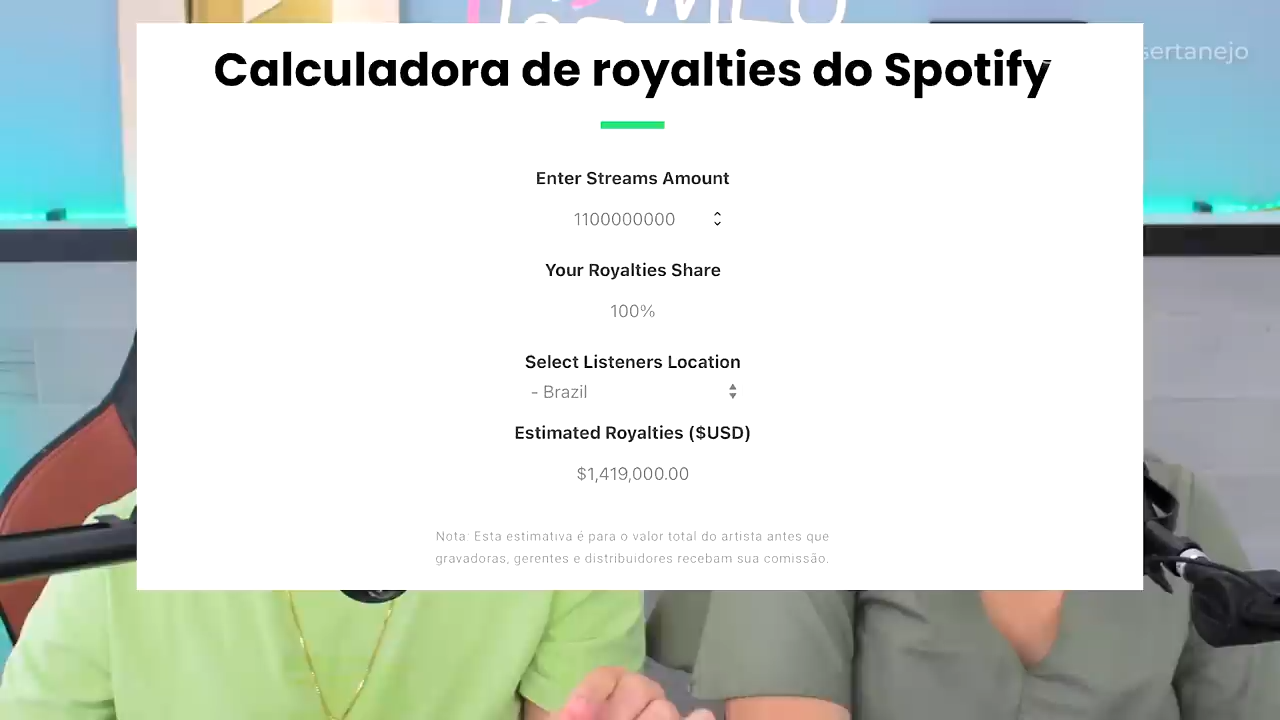 sertanejo
Calculadora de royalties do Spotify
Enter Streams Amount
1100000000
Your Royalties Share
100%
Select Listeners Location
- Brazil
Estimated Royalties ($USD)
$1,419,000.00
Nota: Esta estimativa é para o valor total do artista antes que
gravadoras, gerentes e distribuidores recebam sua comissão.